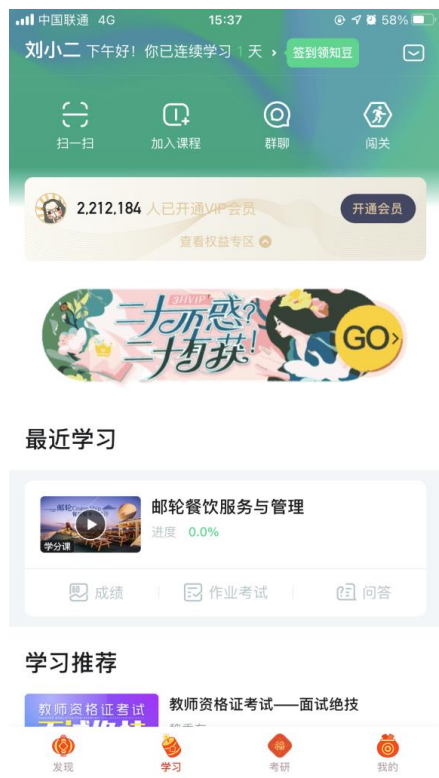 中国联通 4G 15:37 58%
刘小二 下午好！你已连续学习 1 天 › 签到领知豆
扫一扫 加入课程 群聊 闯关
2,212,184 人已开通VIP会员 开通会员
查看权益专区
二十不惑?
二十有获!
GO›
最近学习
邮轮餐饮服务与管理
进度 0.0%
学分课
成绩 作业考试 问答
学习推荐
教师资格证考试 教师资格证考试——面试绝技
面试绝技
发现 学习 考研 我的